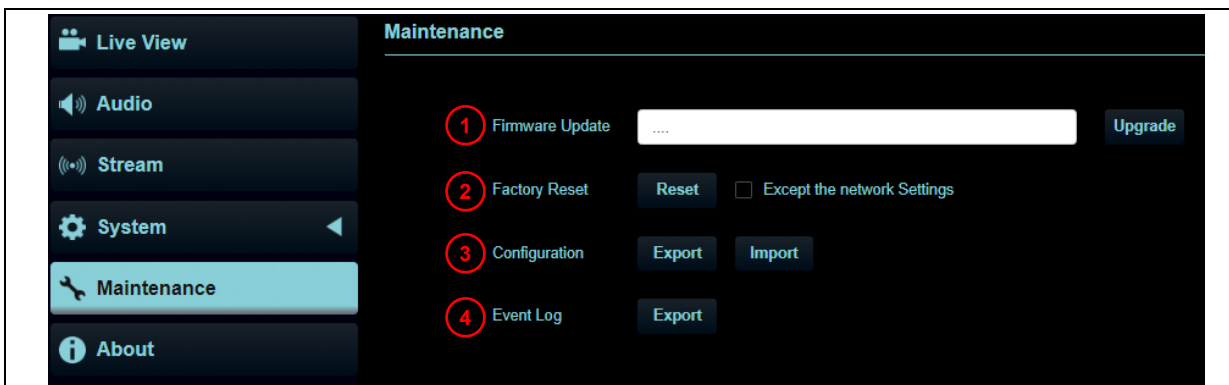 Live View
Audio
Stream
System
Maintenance
About
Maintenance
1 Firmware Update .... Upgrade
2 Factory Reset Reset Except the network Settings
3 Configuration Export Import
4 Event Log Export